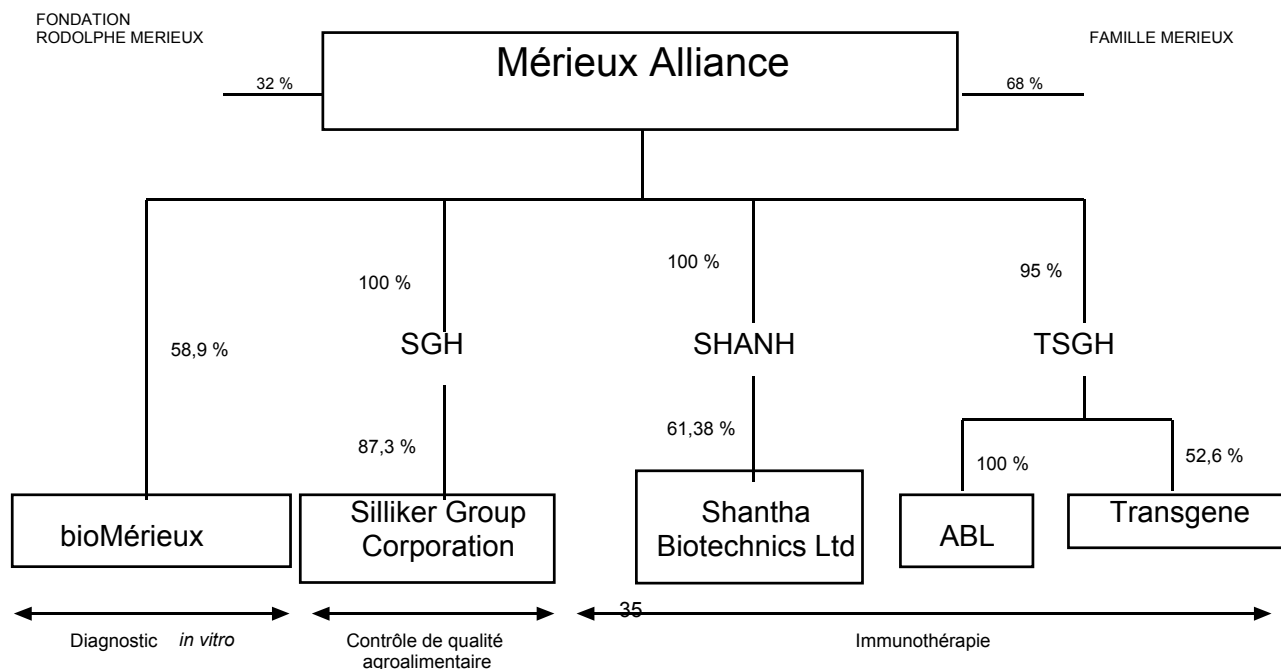 FONDATION
RODOLPHE MERIEUX
Mérieux Alliance
FAMILLE MERIEUX
32 %
68 %
100 %
100 %
95 %
SGH
SHANH
TSGH
58,9 %
87,3 %
61,38 %
100 %
52,6 %
bioMérieux
Silliker Group
Corporation
Shantha
Biotechnics Ltd
ABL
Transgene
35
Diagnostic in vitro
Contrôle de qualité
agroalimentaire
Immunothérapie